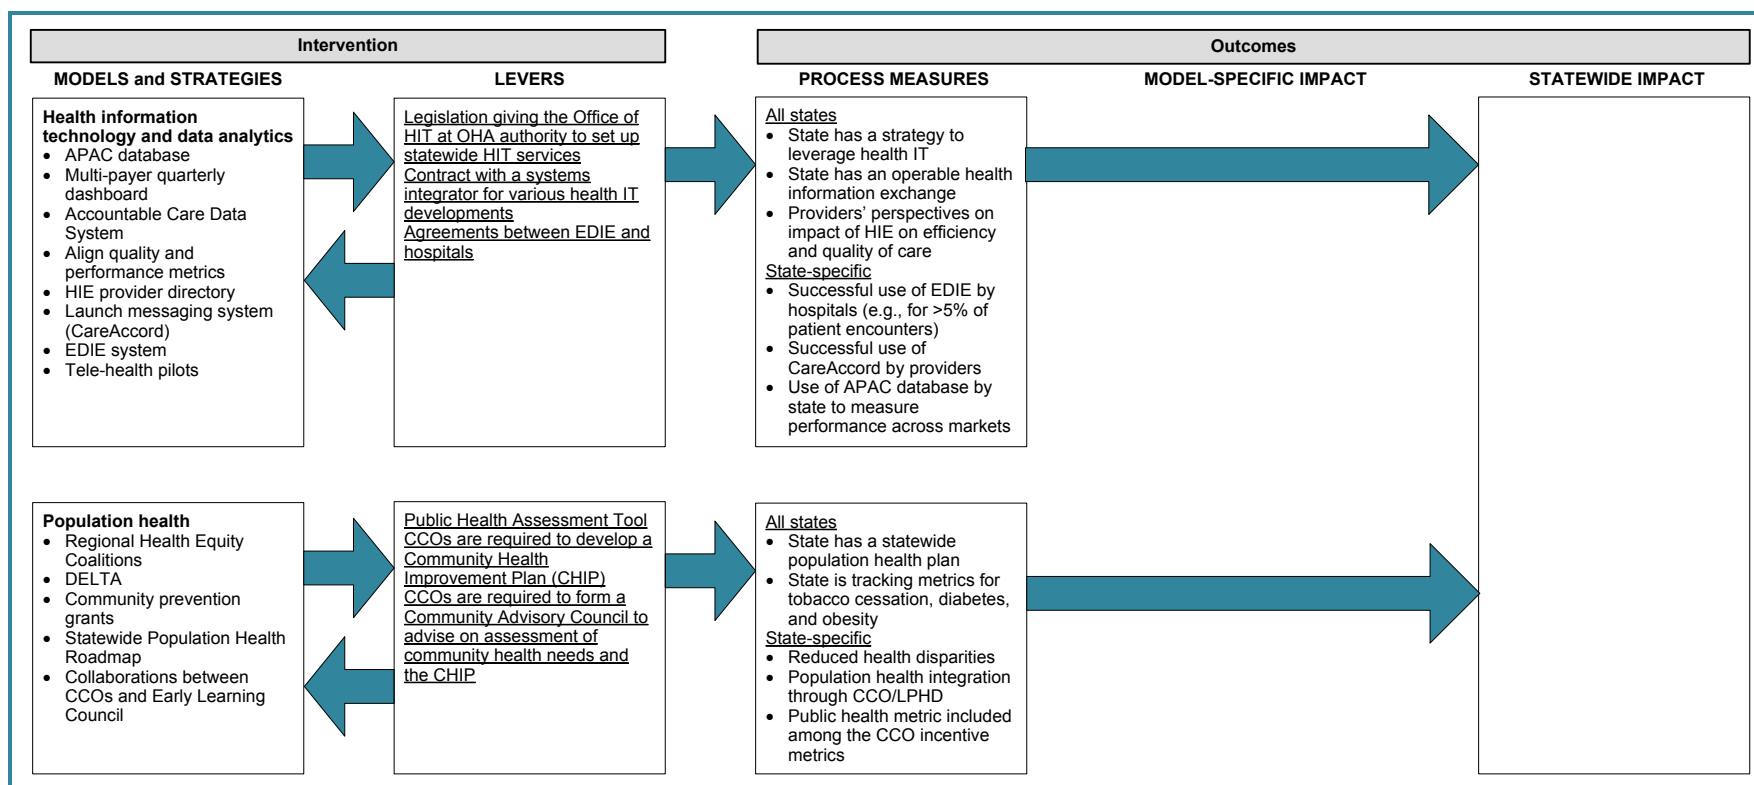 Intervention
Outcomes
MODELS and STRATEGIES
LEVERS
PROCESS MEASURES
MODEL-SPECIFIC IMPACT
STATEWIDE IMPACT
Health information
technology and data analytics
• APAC database
• Multi-payer quarterly
dashboard
• Accountable Care Data
System
• Align quality and
performance metrics
• HIE provider directory
• Launch messaging system
(CareAccord)
• EDIE system
• Tele-health pilots
Legislation giving the Office of
HIT at OHA authority to set up
statewide HIT services
Contract with a systems
integrator for various health IT
developments
Agreements between EDIE and
hospitals
All states
• State has a strategy to
leverage health IT
• State has an operable health
information exchange
• Providers’ perspectives on
impact of HIE on efficiency
and quality of care
State-specific
• Successful use of EDIE by
hospitals (e.g., for >5% of
patient encounters)
• Successful use of
CareAccord by providers
• Use of APAC database by
state to measure
performance across markets
Population health
• Regional Health Equity
Coalitions
• DELTA
• Community prevention
grants
• Statewide Population Health
Roadmap
• Collaborations between
CCOs and Early Learning
Council
Public Health Assessment Tool
CCOs are required to develop a
Community Health
Improvement Plan (CHIP)
CCOs are required to form a
Community Advisory Council to
advise on assessment of
community health needs and
the CHIP
All states
• State has a statewide
population health plan
• State is tracking metrics for
tobacco cessation, diabetes,
and obesity
State-specific
• Reduced health disparities
• Population health integration
through CCO/LPHD
• Public health metric included
among the CCO incentive
metrics